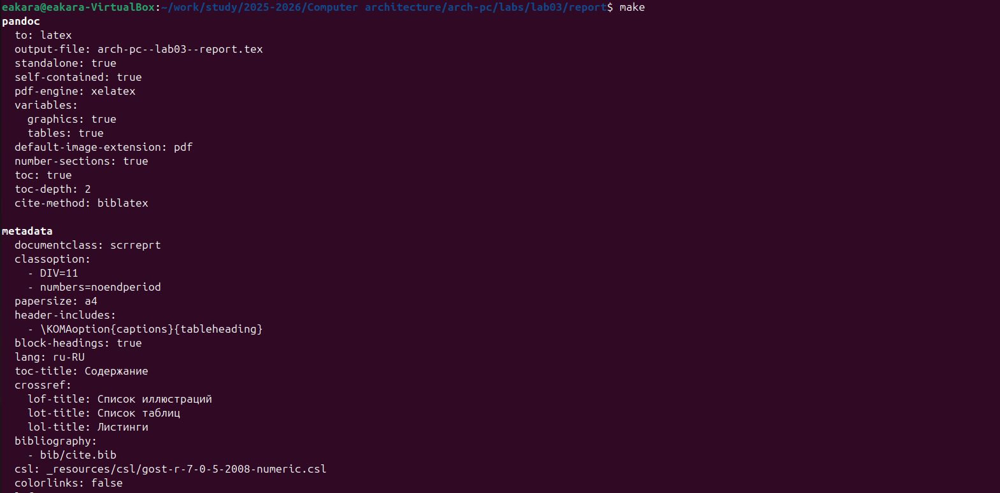 eakara@eakara-VirtualBox:~/work/study/2025-2026/Computer architecture/arch-pc/labs/lab03/report$ make
pandoc
  to: latex
  output-file: arch-pc--lab03--report.tex
  standalone: true
  self-contained: true
  pdf-engine: xelatex
  variables:
    graphics: true
    tables: true
  default-image-extension: pdf
  number-sections: true
  toc: true
  toc-depth: 2
  cite-method: biblatex

metadata
  documentclass: scrreprt
  classoption:
    - DIV=11
    - numbers=noendperiod
  papersize: a4
  header-includes:
    - \KOMAoption{captions}{tableheading}
  block-headings: true
  lang: ru-RU
  toc-title: Содержание
  crossref:
    lof-title: Список иллюстраций
    lot-title: Список таблиц
    lol-title: Листинги
  bibliography:
    - bib/cite.bib
  csl: _resources/csl/gost-r-7-0-5-2008-numeric.csl
  colorlinks: false